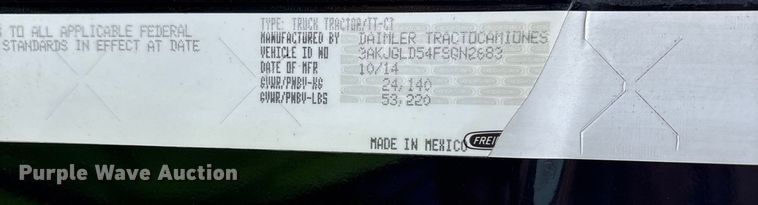 TO ALL APPLICABLE FEDERAL
STANDARDS IN EFFECT AT DATE
TYPE: TRUCK TRACTOR/TT-CT
MANUFACTURED BY DAIMLER TRACTOCAMIONES
VEHICLE ID NO 3AKJGLD54FSGN2683
DATE OF MFR 10/14
GVWR/PNBV-KG 24,140
GVWR/PNBV-LBS 53,220
MADE IN MEXICO FREI
Purple Wave Auction